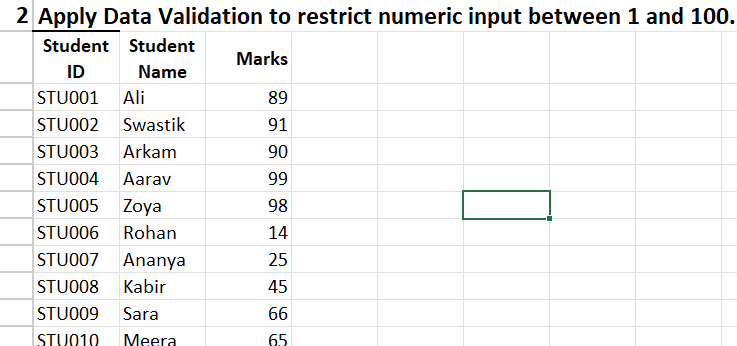 2 Apply Data Validation to restrict numeric input between 1 and 100.
Student ID Student Name Marks
STU001 Ali 89
STU002 Swastik 91
STU003 Arkam 90
STU004 Aarav 99
STU005 Zoya 98
STU006 Rohan 14
STU007 Ananya 25
STU008 Kabir 45
STU009 Sara 66
STU010 Meera 65